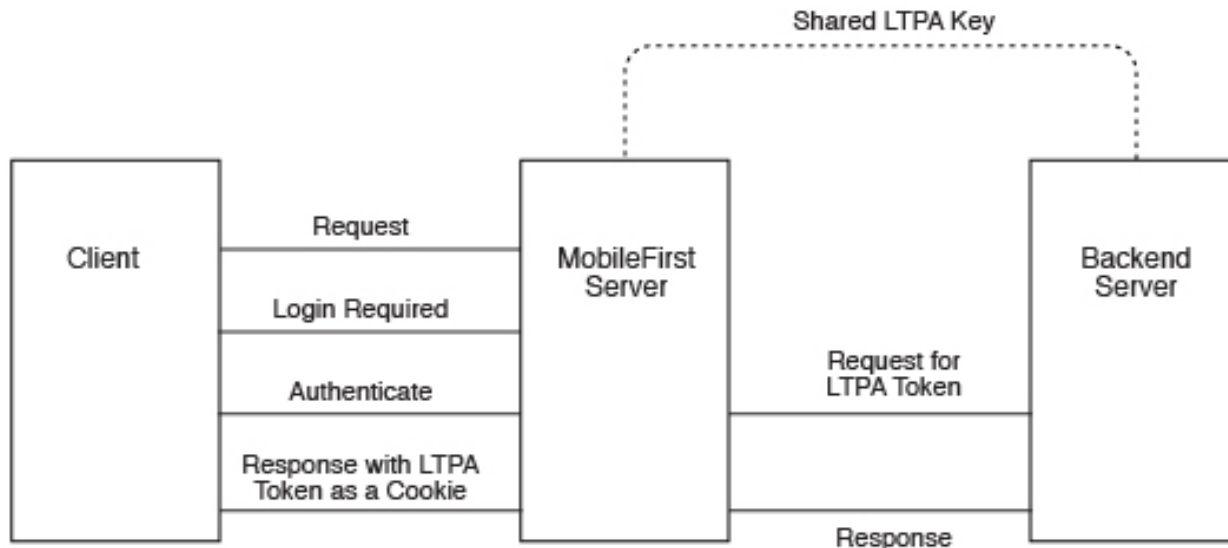 Shared LTPA Key
Client
Request
MobileFirst
Server
Backend
Server
Login Required
Authenticate
Request for
LTPA Token
Response with LTPA
Token as a Cookie
Response